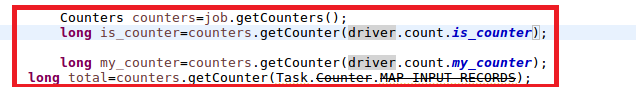 Counters counters=job.getCounters();
long is_counter=counters.getCounter(driver.count.is_counter);
long my_counter=counters.getCounter(driver.count.my_counter);
long total=counters.getCounter(Task.Counter.MAP_INPUT_RECORDS);